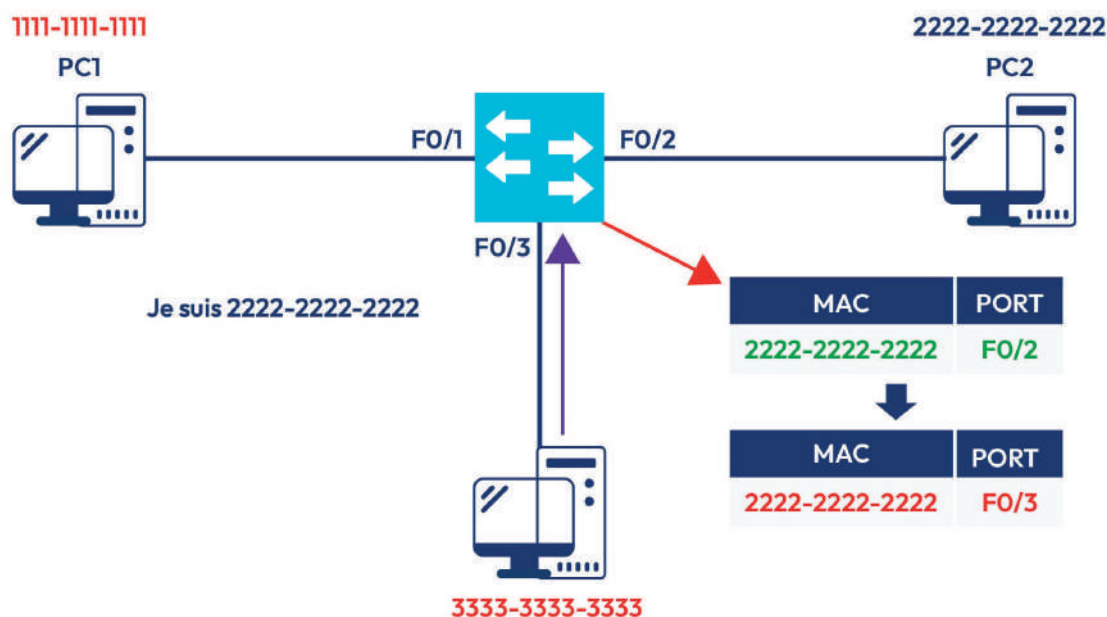 1111-1111-1111
PC1
2222-2222-2222
PC2
F0/1
F0/2
F0/3
Je suis 2222-2222-2222
MAC PORT
2222-2222-2222 F0/2
MAC PORT
2222-2222-2222 F0/3
3333-3333-3333